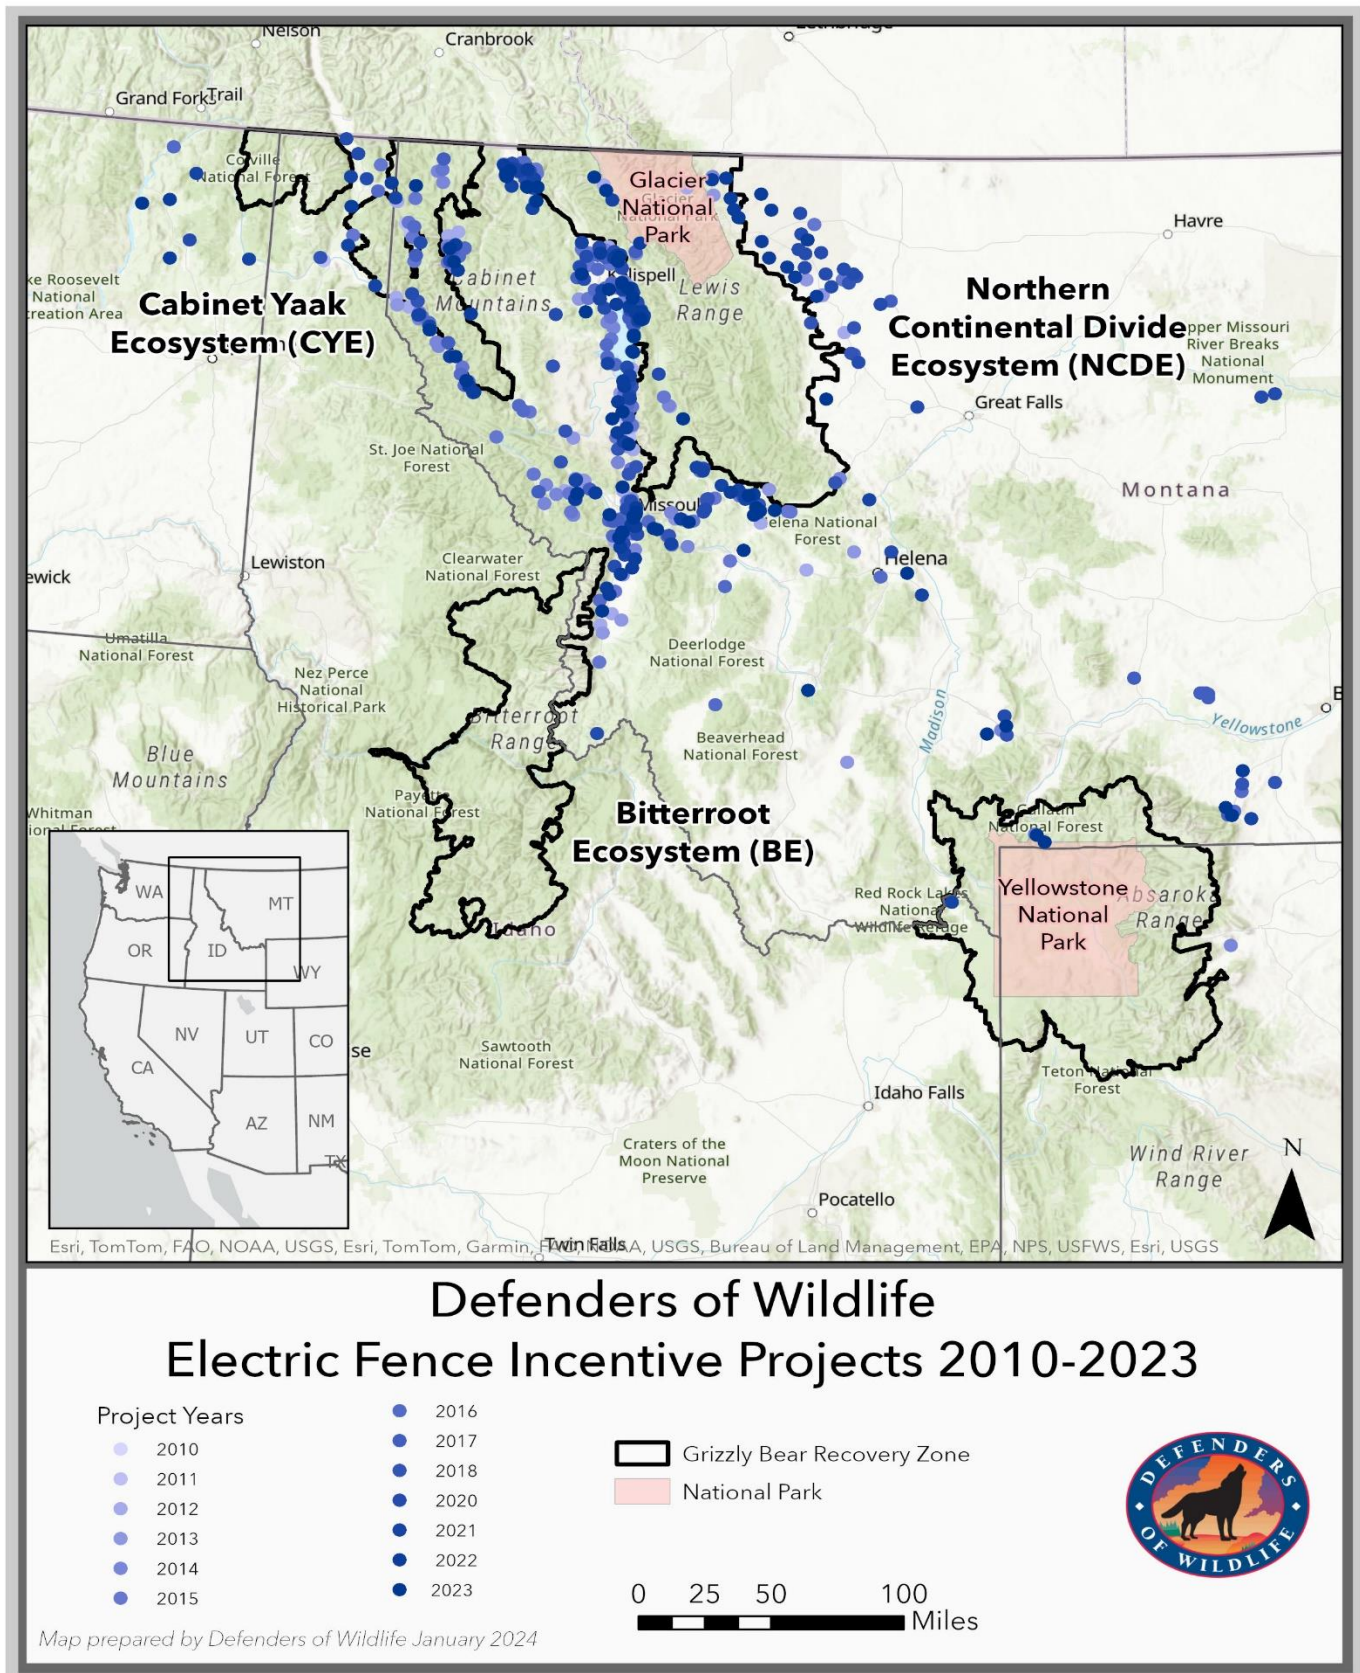 Nelson
Cranbrook
Grand Forks
Trail
Colville
National Forest
Glacier
National
Park
Havre
Kalispell
Cabinet
Mountains
Lewis
Range
National
Cabinet Yaak
Ecosystem (CYE)
Northern
Continental Divide
Ecosystem (NCDE)
River Breaks
National
Monument
Great Falls
St. Joe National
Forest
Montana
Forest
Helena
Clearwater
National Forest
Lewiston
Umatilla
National Forest
Nez Perce
National
Historical Park
Deerlodge
National Forest
Bitterroot
Range
Madison
Yellowstone
Beaverhead
National Forest
Blue
Mountains
Payette
National Forest
Whitman
Bitterroot
Ecosystem (BE)
Gallatin
National Forest
Red Rock Lakes
National
Wildlife Refuge
Yellowstone
National
Park
Absaroka
Range
Idaho
WA
MT
OR
ID
WY
NV
UT
CO
CA
AZ
NM
TX
Sawtooth
National Forest
Teton National
Forest
Idaho Falls
Craters of the
Moon National
Preserve
Wind River
Range
N
Pocatello
Twin Falls
Esri, TomTom, FAO, NOAA, USGS, Esri, TomTom, Garmin, FAO, NOAA, USGS, Bureau of Land Management, EPA, NPS, USFWS, Esri, USGS
Defenders of Wildlife
Electric Fence Incentive Projects 2010-2023
Project Years
2010
2011
2012
2013
2014
2015
2016
2017
2018
2020
2021
2022
2023
Grizzly Bear Recovery Zone
National Park
0 25 50 100
Miles
DEFENDERS
OF WILDLIFE
Map prepared by Defenders of Wildlife January 2024